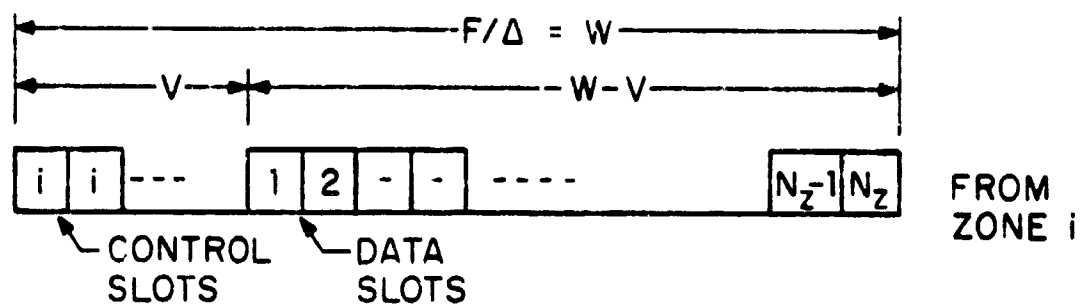 F/Δ = W
V
W-V
i i --- 1 2 - - ---- N_Z-1 N_Z
FROM
ZONE i
CONTROL
SLOTS
DATA
SLOTS